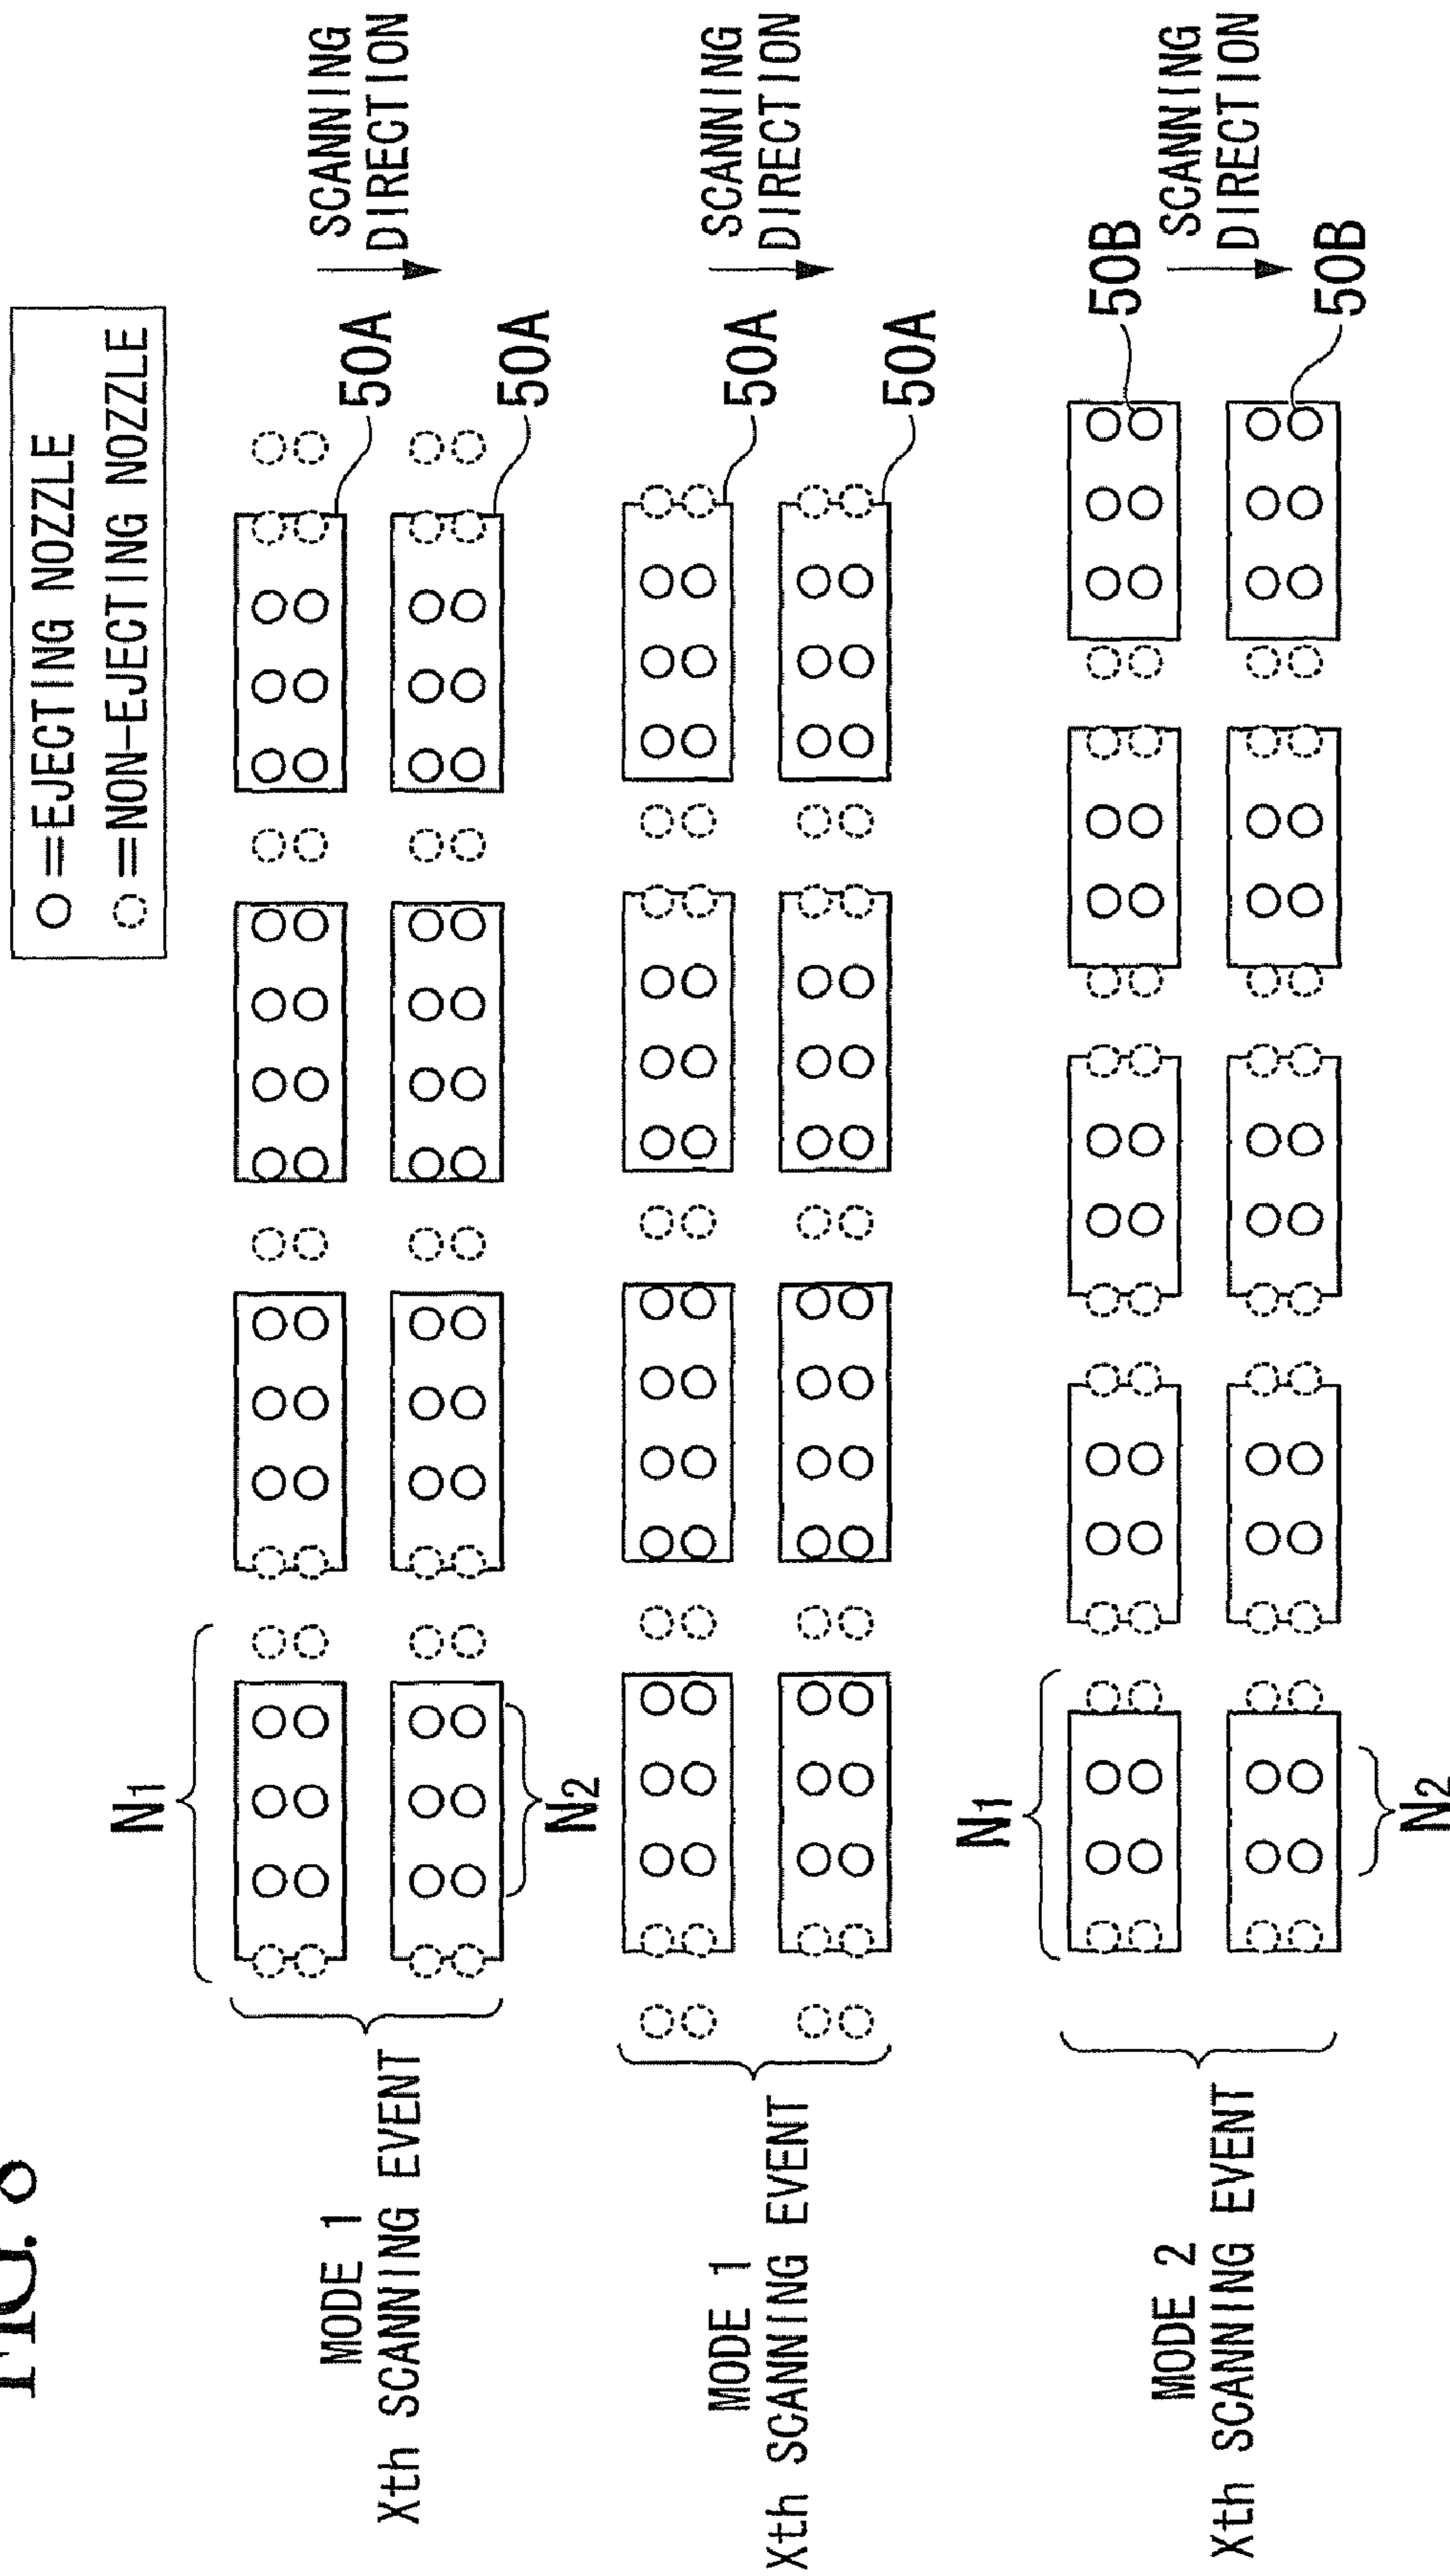 FIG. 8
○=EJECTING NOZZLE
◌=NON-EJECTING NOZZLE
N1
MODE 1
Xth SCANNING EVENT
50A
50A
SCANNING
DIRECTION
N2
MODE 1
Xth SCANNING EVENT
50A
50A
SCANNING
DIRECTION
N1
MODE 2
Xth SCANNING EVENT
50B
50B
SCANNING
DIRECTION
N2